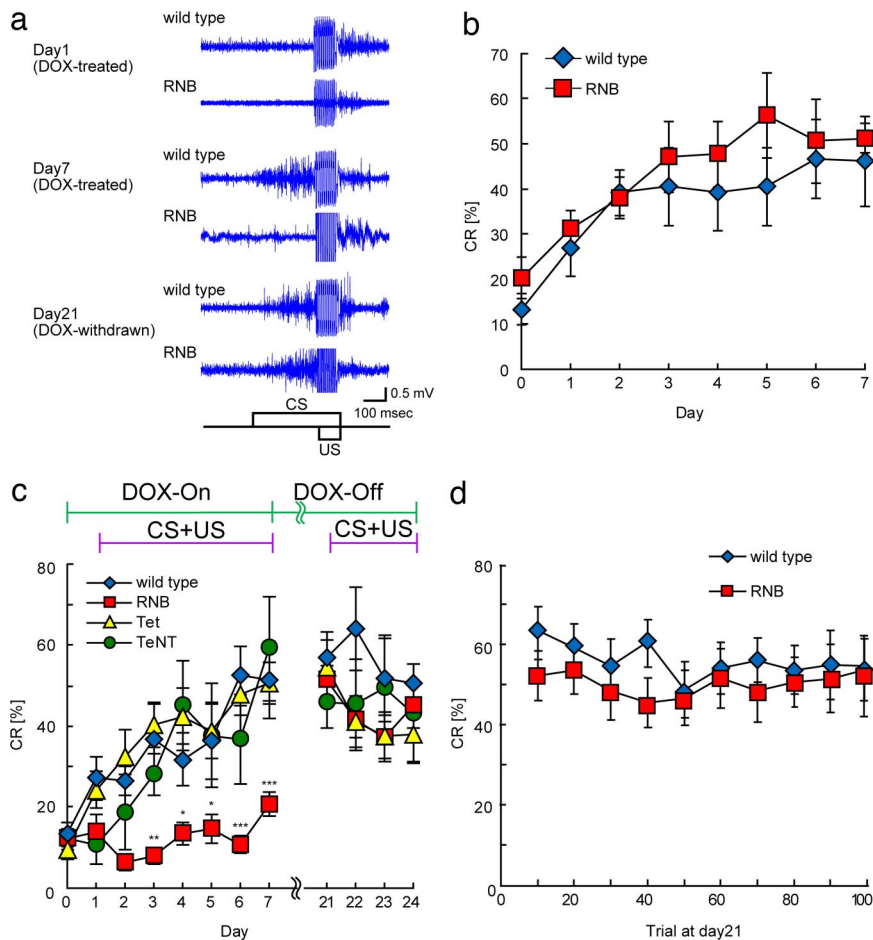 a
wild type
Day1
(DOX-treated)
RNB
wild type
Day7
(DOX-treated)
RNB
wild type
Day21
(DOX-withdrawn)
RNB
0.5 mV
100 msec
CS
US
b
70
60
50
40
30
20
10
0
CR [%]
wild type
RNB
0 1 2 3 4 5 6 7
Day
c
DOX-On DOX-Off
CS+US CS+US
80
60
40
20
0
CR [%]
wild type
RNB
Tet
TeNT
** * * *** ***
0 1 2 3 4 5 6 7 21 22 23 24
Day
d
80
60
40
20
0
CR [%]
wild type
RNB
0 20 40 60 80 100
Trial at day21